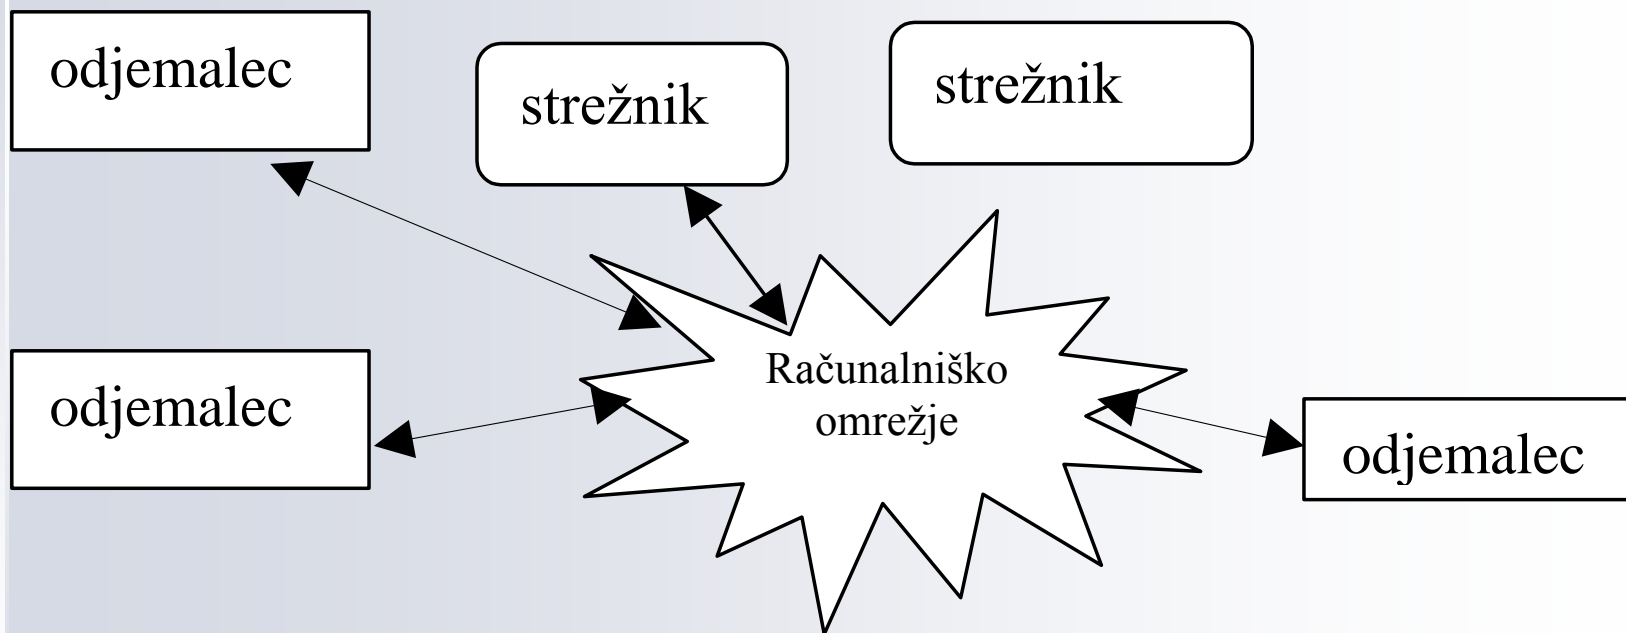 odjemalec
strežnik
strežnik
Računalniško
omrežje
odjemalec
odjemalec